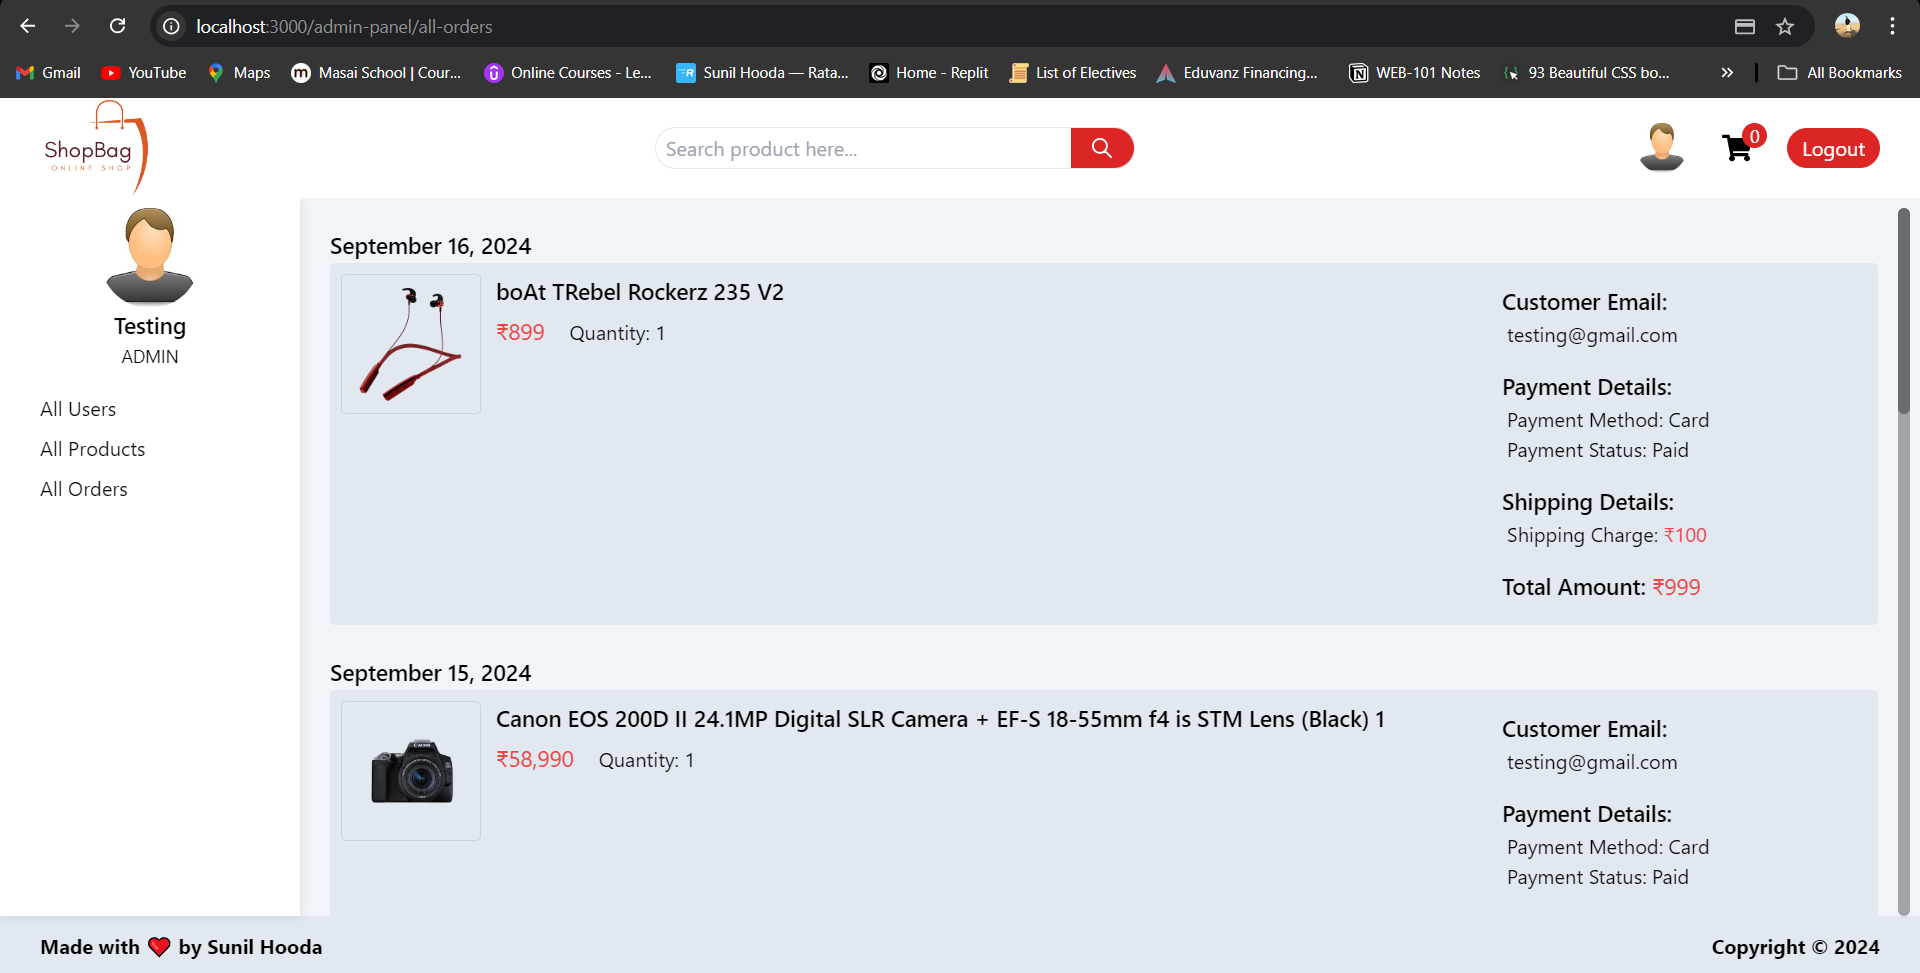 localhost:3000/admin-panel/all-orders
Gmail
YouTube
Maps
Masai School | Cour...
Online Courses - Le...
Sunil Hooda — Rata...
Home - Replit
List of Electives
Eduvanz Financing...
WEB-101 Notes
93 Beautiful CSS bo...
All Bookmarks
ShopBag
ONLINE SHOP
Search product here...
0
Logout
Testing
ADMIN
All Users
All Products
All Orders
September 16, 2024
boAt TRebel Rockerz 235 V2
₹899 Quantity: 1
Customer Email:
testing@gmail.com
Payment Details:
Payment Method: Card
Payment Status: Paid
Shipping Details:
Shipping Charge: ₹100
Total Amount: ₹999
September 15, 2024
Canon EOS 200D II 24.1MP Digital SLR Camera + EF-S 18-55mm f4 is STM Lens (Black) 1
₹58,990 Quantity: 1
Customer Email:
testing@gmail.com
Payment Details:
Payment Method: Card
Payment Status: Paid
Made with ❤ by Sunil Hooda
Copyright © 2024